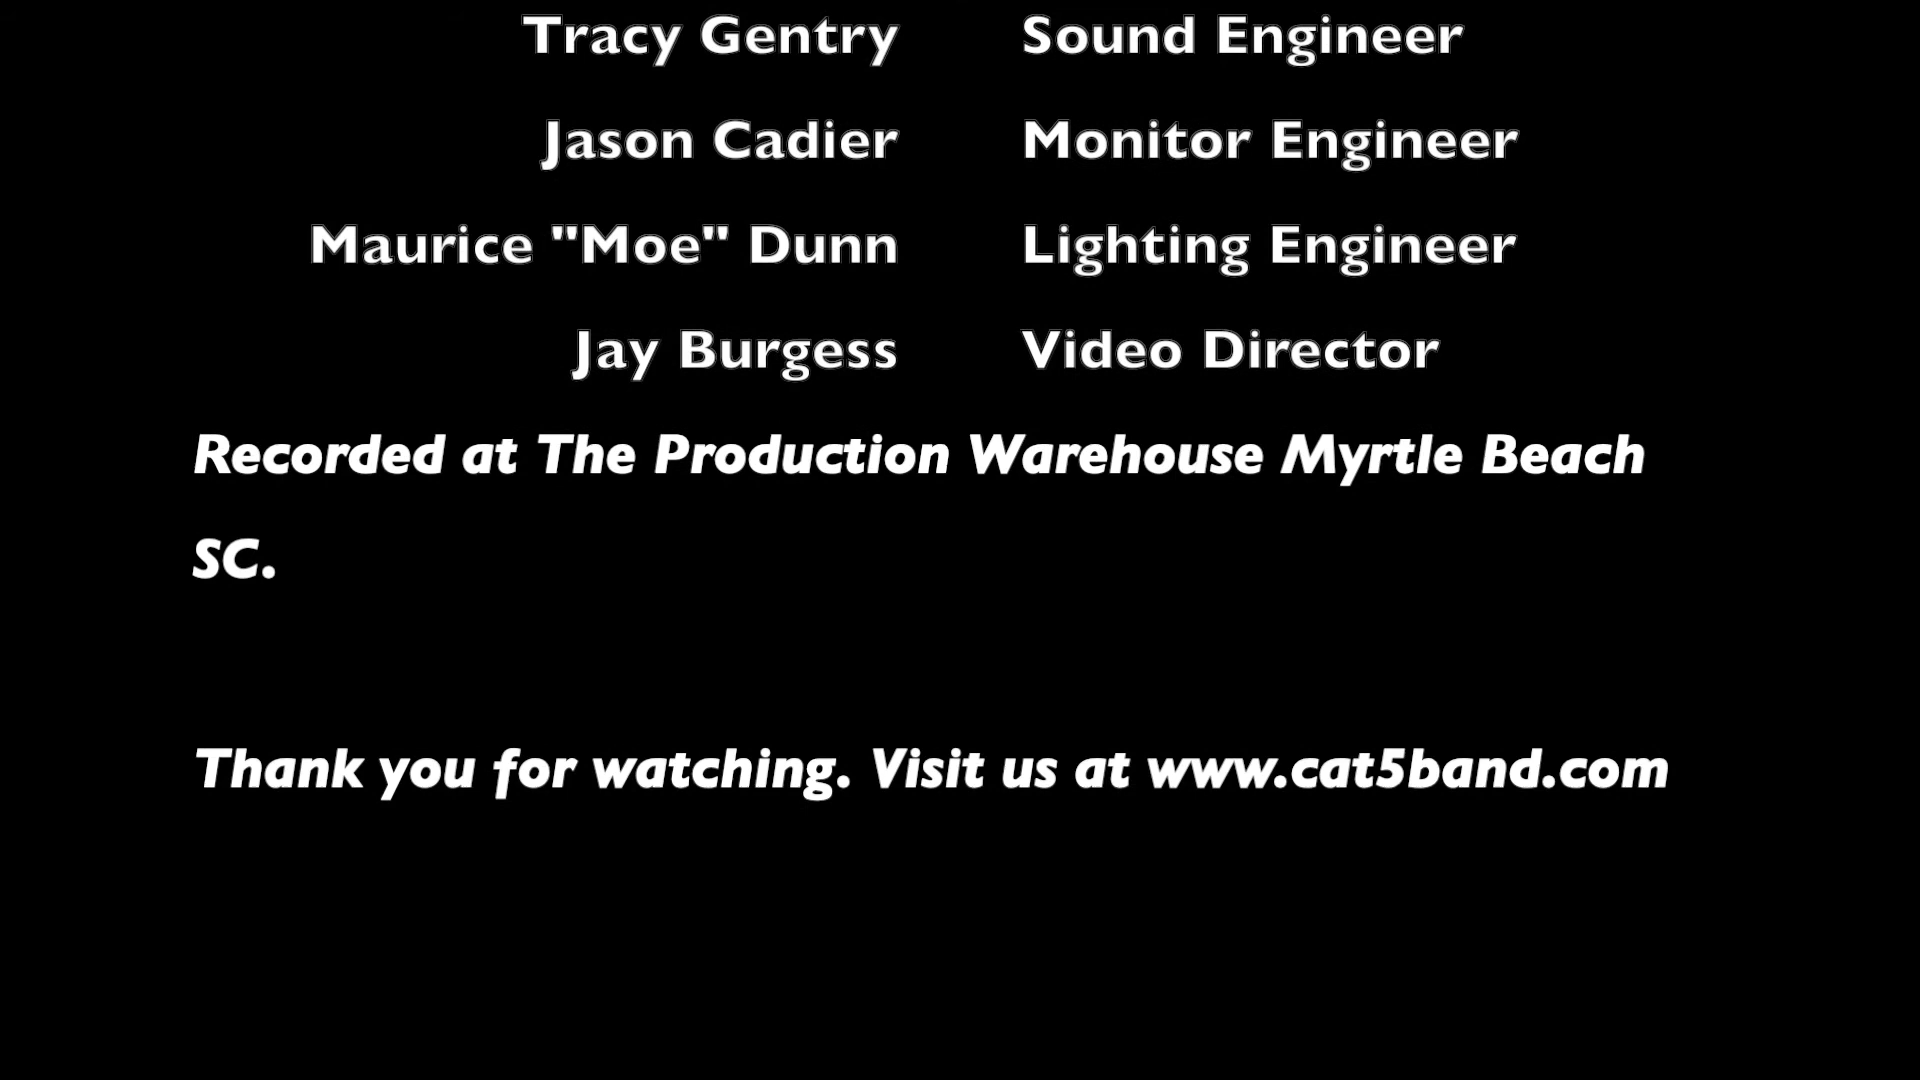 Tracy Gentry Sound Engineer
Jason Cadier Monitor Engineer
Maurice "Moe" Dunn Lighting Engineer
Jay Burgess Video Director
Recorded at The Production Warehouse Myrtle Beach
SC.
Thank you for watching. Visit us at www.cat5band.com